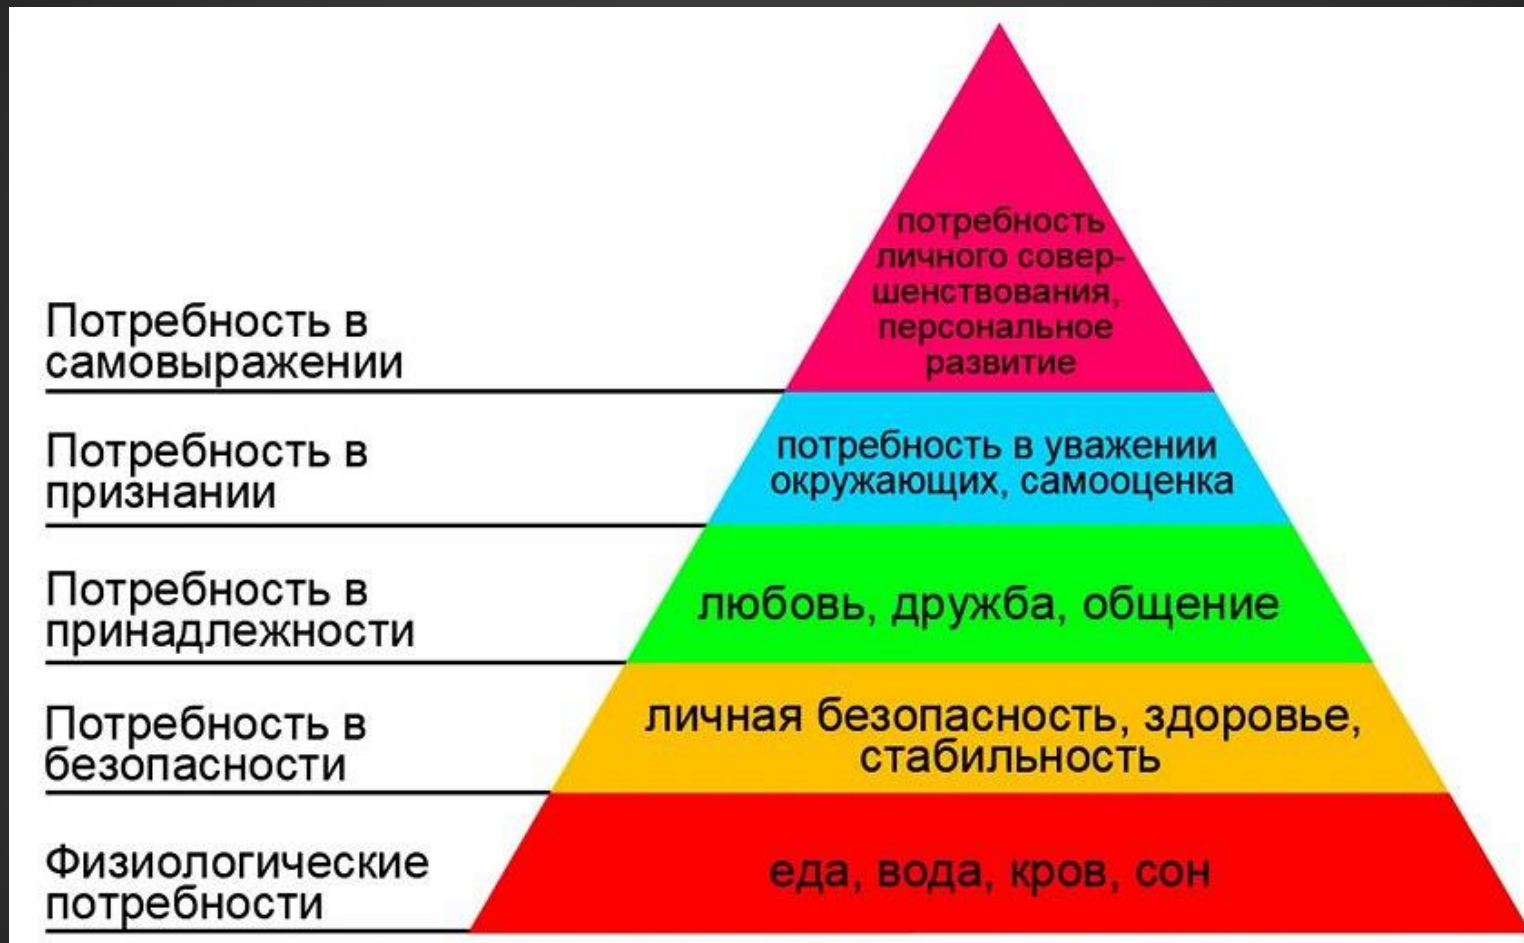 потребность
личного совер-
шенствования,
персональное
развитие
Потребность в
самовыражении
потребность в уважении
окружающих, самооценка
Потребность в
признании
любовь, дружба, общение
Потребность в
принадлежности
личная безопасность, здоровье,
стабильность
Потребность в
безопасности
еда, вода, кров, сон
Физиологические
потребности